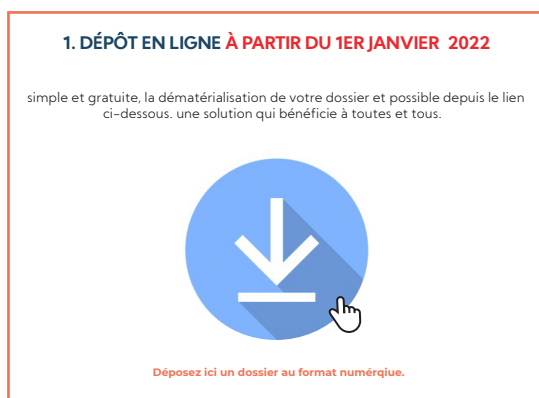 1. DÉPÔT EN LIGNE À PARTIR DU 1ER JANVIER 2022
simple et gratuite, la dématérialisation de votre dossier et possible depuis le lien
ci-dessous. une solution qui bénéficie à toutes et tous.
Déposez ici un dossier au format numérqiue.